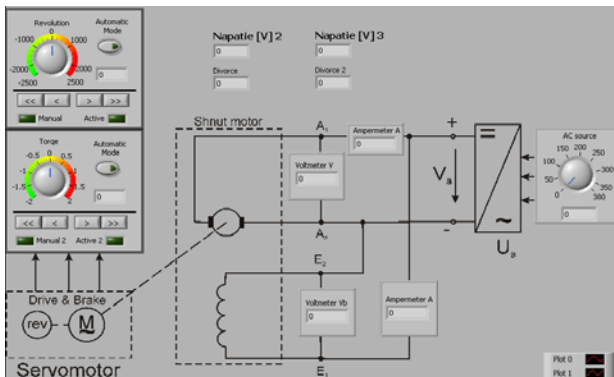 Revolution
Automatic Mode
0
-1000
1000
-2000
2000
-2500
2500
0
<<
<
>
>>
Manual
Active
Torqe
Automatic Mode
-0.5
0
0.5
-1
1
-1.5
1.5
-2
2
0
<<
<
>
>>
Manual 2
Active 2
Drive & Brake
rev
M
Servomotor
Napatie [V] 2
0
Divorce
0
Napatie [V] 3
0
Divorce 2
0
Shnut motor
A₁
Ampermeter A
0
Voltmeter V
0
A₂
E₂
Voltmeter Vb
0
E₁
Ampermeter A
0
+
Vₐ
-
=
~
Uₐ
AC source
0
50
100
150
200
250
300
350
380
0
Plot 0
Plot 1